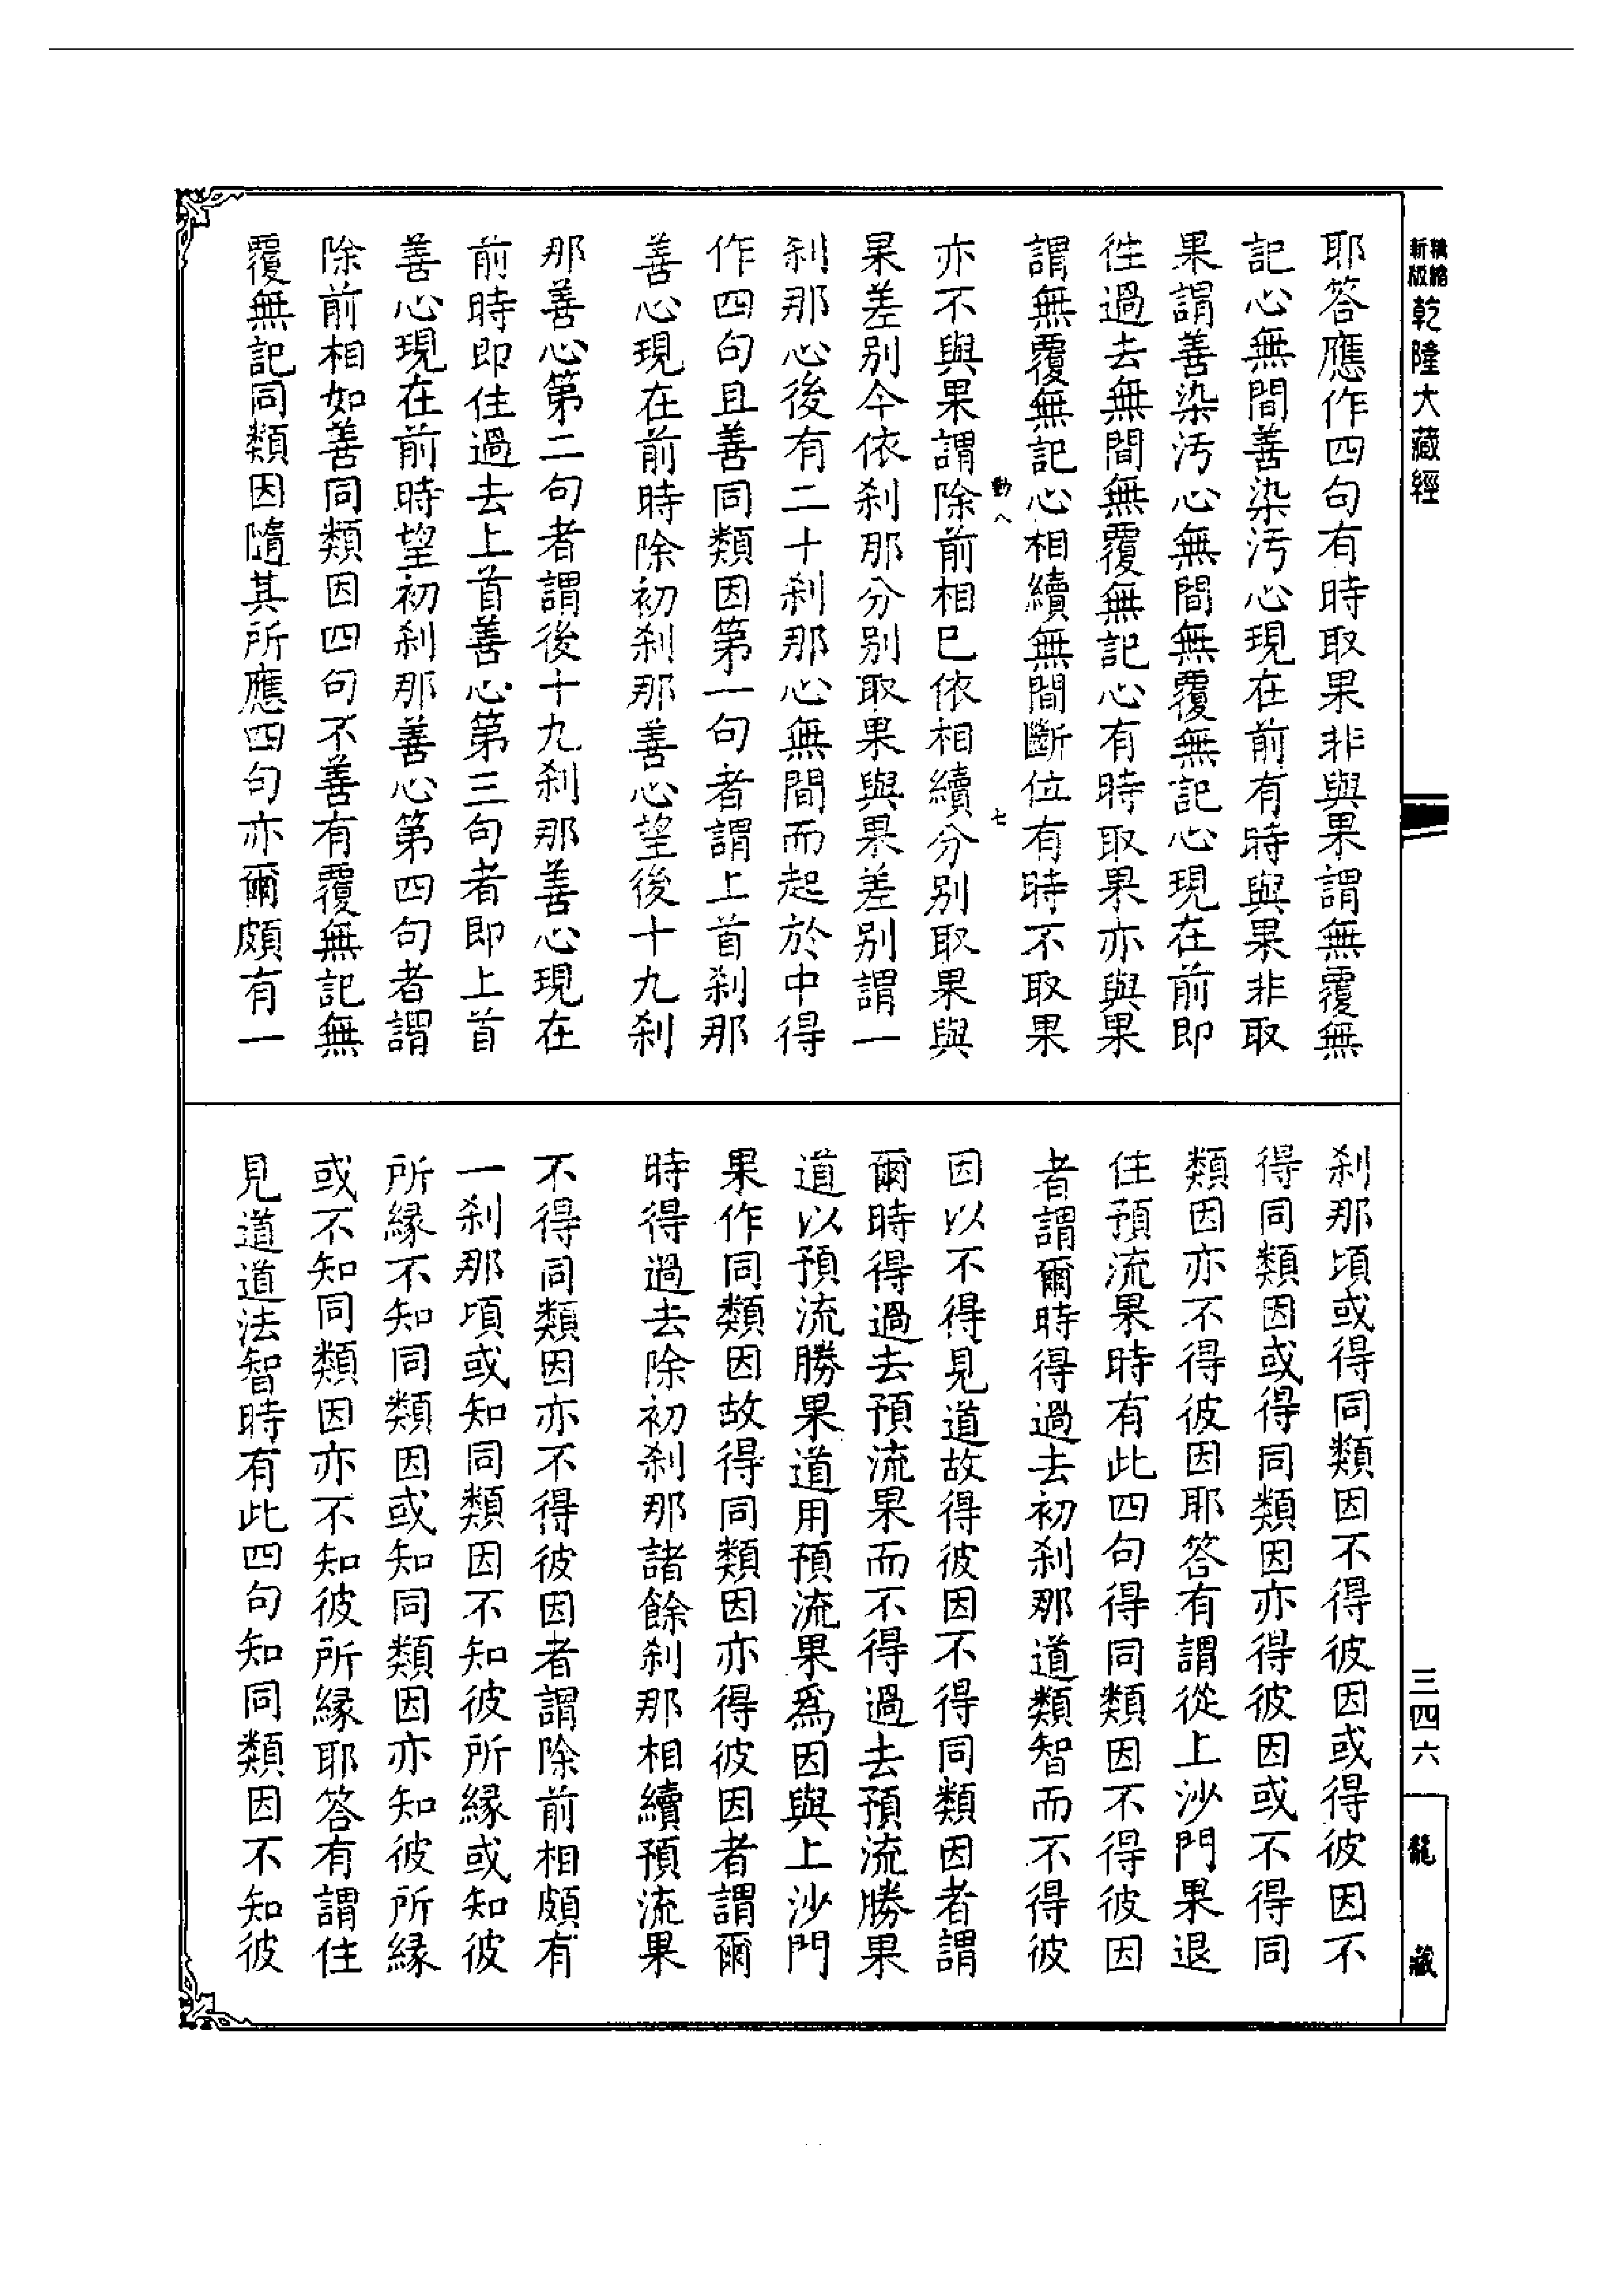 精縮新版乾隆大藏經
耶答應作四句有時取果非與果謂無覆無
記心無間善染汚心現在前有時與果非取
果謂善染汚心無間無覆無記心現在前即
徃過去無間無覆無記心有時取果亦與果
謂無覆無記心相續無間斷位有時不取果
勤八 七
亦不與果謂除前相已依相續分別取果與
果差別今依刹那分別取果與果差別謂一
刹那心後有二十刹那心無間而起於中得
作四句且善同類因第一句者謂上首刹那
善心現在前時除初刹那善心望後十九刹
那善心第二句者謂後十九刹那善心現在
前時即住過去上首善心第三句者即上首
善心現在前時望初刹那善心第四句者謂
除前相如善同類因四句不善有覆無記無
覆無記同類因隨其所應四句亦爾頗有一
刹那頃或得同類因不得彼因或得彼因不
得同類因或得同類因亦得彼因或不得同
類因亦不得彼因耶答有謂從上沙門果退
住預流果時有此四句得同類因不得彼因
者謂爾時得過去初刹那道類智而不得彼
因以不得見道故得彼因不得同類因者謂
爾時得過去預流果而不得過去預流勝果
道以預流勝果道用預流果爲因與上沙門
果作同類因故得同類因亦得彼因者謂爾
時得過去除初刹那諸餘刹那相續預流果
不得同類因亦不得彼因者謂除前相頗有
一刹那頃或知同類因不知彼所緣或知彼
所緣不知同類因或知同類因亦知彼所緣
或不知同類因亦不知彼所緣耶答有謂住
見道道法智時有此四句知同類因不知彼
三四六
龍藏